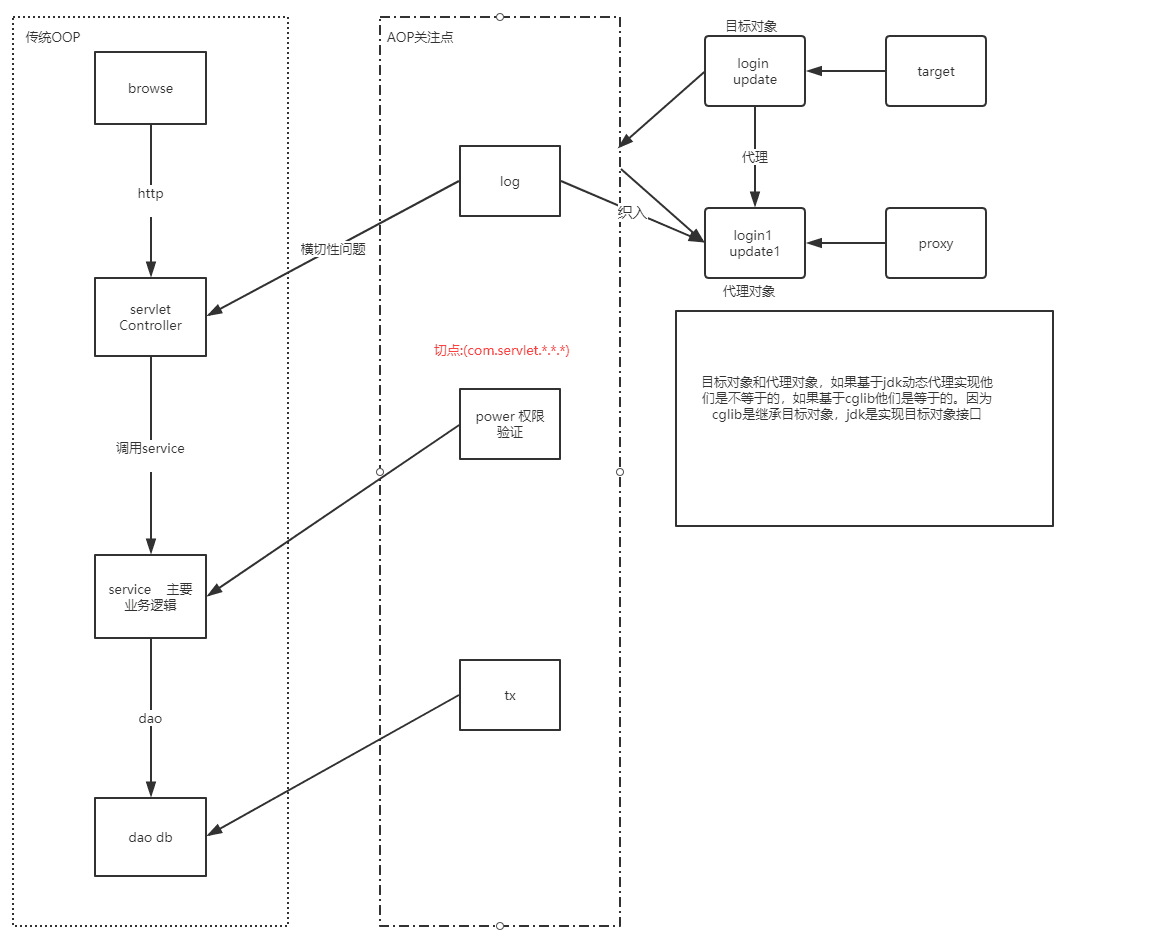 传统OOP
browse
http
servlet
Controller
调用service
service 主要
业务逻辑
dao
dao db
AOP关注点
log
横切性问题
切点:(com.servlet.*.*.*)
power 权限
验证
tx
目标对象
login
update
target
代理
织入
login1
update1
proxy
代理对象
目标对象和代理对象，如果基于jdk动态代理实现他
们是不等于的，如果基于cglib他们是等于的。因为
cglib是继承目标对象，jdk是实现目标对象接口